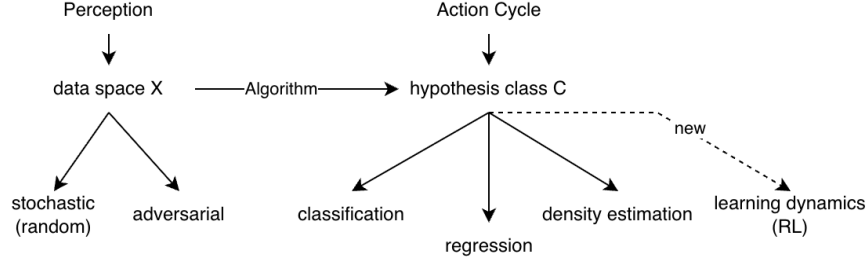 Perception
Action Cycle
data space X
Algorithm
hypothesis class C
new
stochastic
(random)
adversarial
classification
regression
density estimation
learning dynamics
(RL)